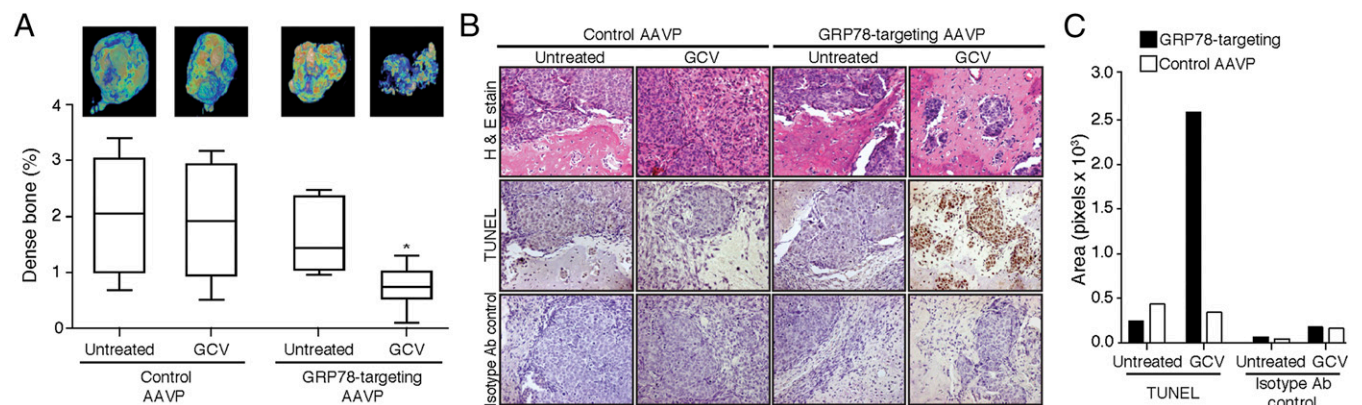 A
4
3
2
1
0
Dense bone (%)
*
Untreated
GCV
Untreated
GCV
Control
AAVP
GRP78-targeting
AAVP
B
Control AAVP
GRP78-targeting AAVP
Untreated
GCV
Untreated
GCV
H & E stain
TUNEL
Isotype Ab control
C
GRP78-targeting
Control AAVP
3.0
2.5
2.0
1.5
1.0
0.5
0.0
Area (pixels x 10³)
Untreated
GCV
Untreated
GCV
TUNEL
Isotype Ab
control